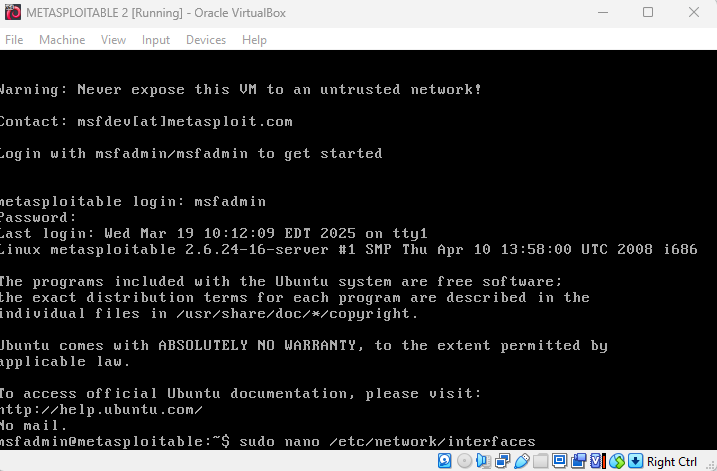 METASPLOITABLE 2 [Running] - Oracle VirtualBox
File Machine View Input Devices Help
Warning: Never expose this VM to an untrusted network!
Contact: msfdev[at]metasploit.com
Login with msfadmin/msfadmin to get started
metasploitable login: msfadmin
Password:
Last login: Wed Mar 19 10:12:09 EDT 2025 on tty1
Linux metasploitable 2.6.24-16-server #1 SMP Thu Apr 10 13:58:00 UTC 2008 i686
The programs included with the Ubuntu system are free software;
the exact distribution terms for each program are described in the
individual files in /usr/share/doc/*/copyright.
Ubuntu comes with ABSOLUTELY NO WARRANTY, to the extent permitted by
applicable law.
To access official Ubuntu documentation, please visit:
http://help.ubuntu.com/
No mail.
msfadmin@metasploitable:~$ sudo nano /etc/network/interfaces
Right Ctrl